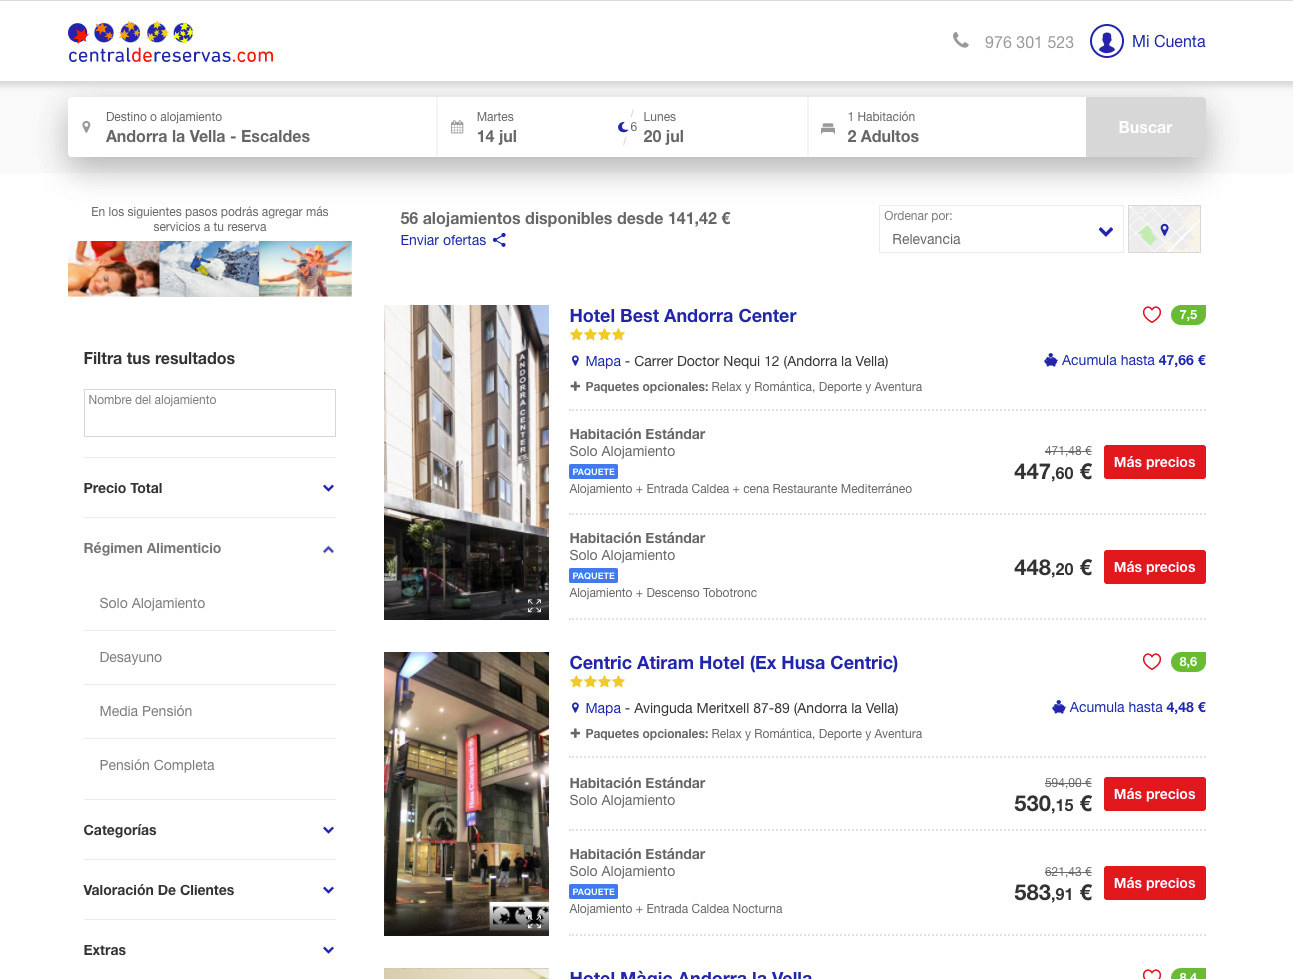 centraldereservas.com
976 301 523
Mi Cuenta
Destino o alojamiento
Andorra la Vella - Escaldes
Martes
14 jul
6
Lunes
20 jul
1 Habitación
2 Adultos
Buscar
En los siguientes pasos podrás agregar más
servicios a tu reserva
56 alojamientos disponibles desde 141,42 €
Enviar ofertas
Ordenar por:
Relevancia
Filtra tus resultados
Nombre del alojamiento
Precio Total
Régimen Alimenticio
Solo Alojamiento
Desayuno
Media Pensión
Pensión Completa
Categorías
Valoración De Clientes
Extras
ANDORRA CENTER
Hotel Best Andorra Center
7,5
Mapa - Carrer Doctor Nequi 12 (Andorra la Vella)
Acumula hasta 47,66 €
Paquetes opcionales: Relax y Romántica, Deporte y Aventura
Habitación Estándar
Solo Alojamiento
PAQUETE
Alojamiento + Entrada Caldea + cena Restaurante Mediterráneo
471,48 €
447,60 €
Más precios
Habitación Estándar
Solo Alojamiento
PAQUETE
Alojamiento + Descenso Tobotronc
448,20 €
Más precios
Centric Atiram Hotel (Ex Husa Centric)
8,6
Mapa - Avinguda Meritxell 87-89 (Andorra la Vella)
Acumula hasta 4,48 €
Paquetes opcionales: Relax y Romántica, Deporte y Aventura
Habitación Estándar
Solo Alojamiento
594,00 €
530,15 €
Más precios
Habitación Estándar
Solo Alojamiento
PAQUETE
Alojamiento + Entrada Caldea Nocturna
621,43 €
583,91 €
Más precios
Hotel Màgic Andorra la Vella
8,4